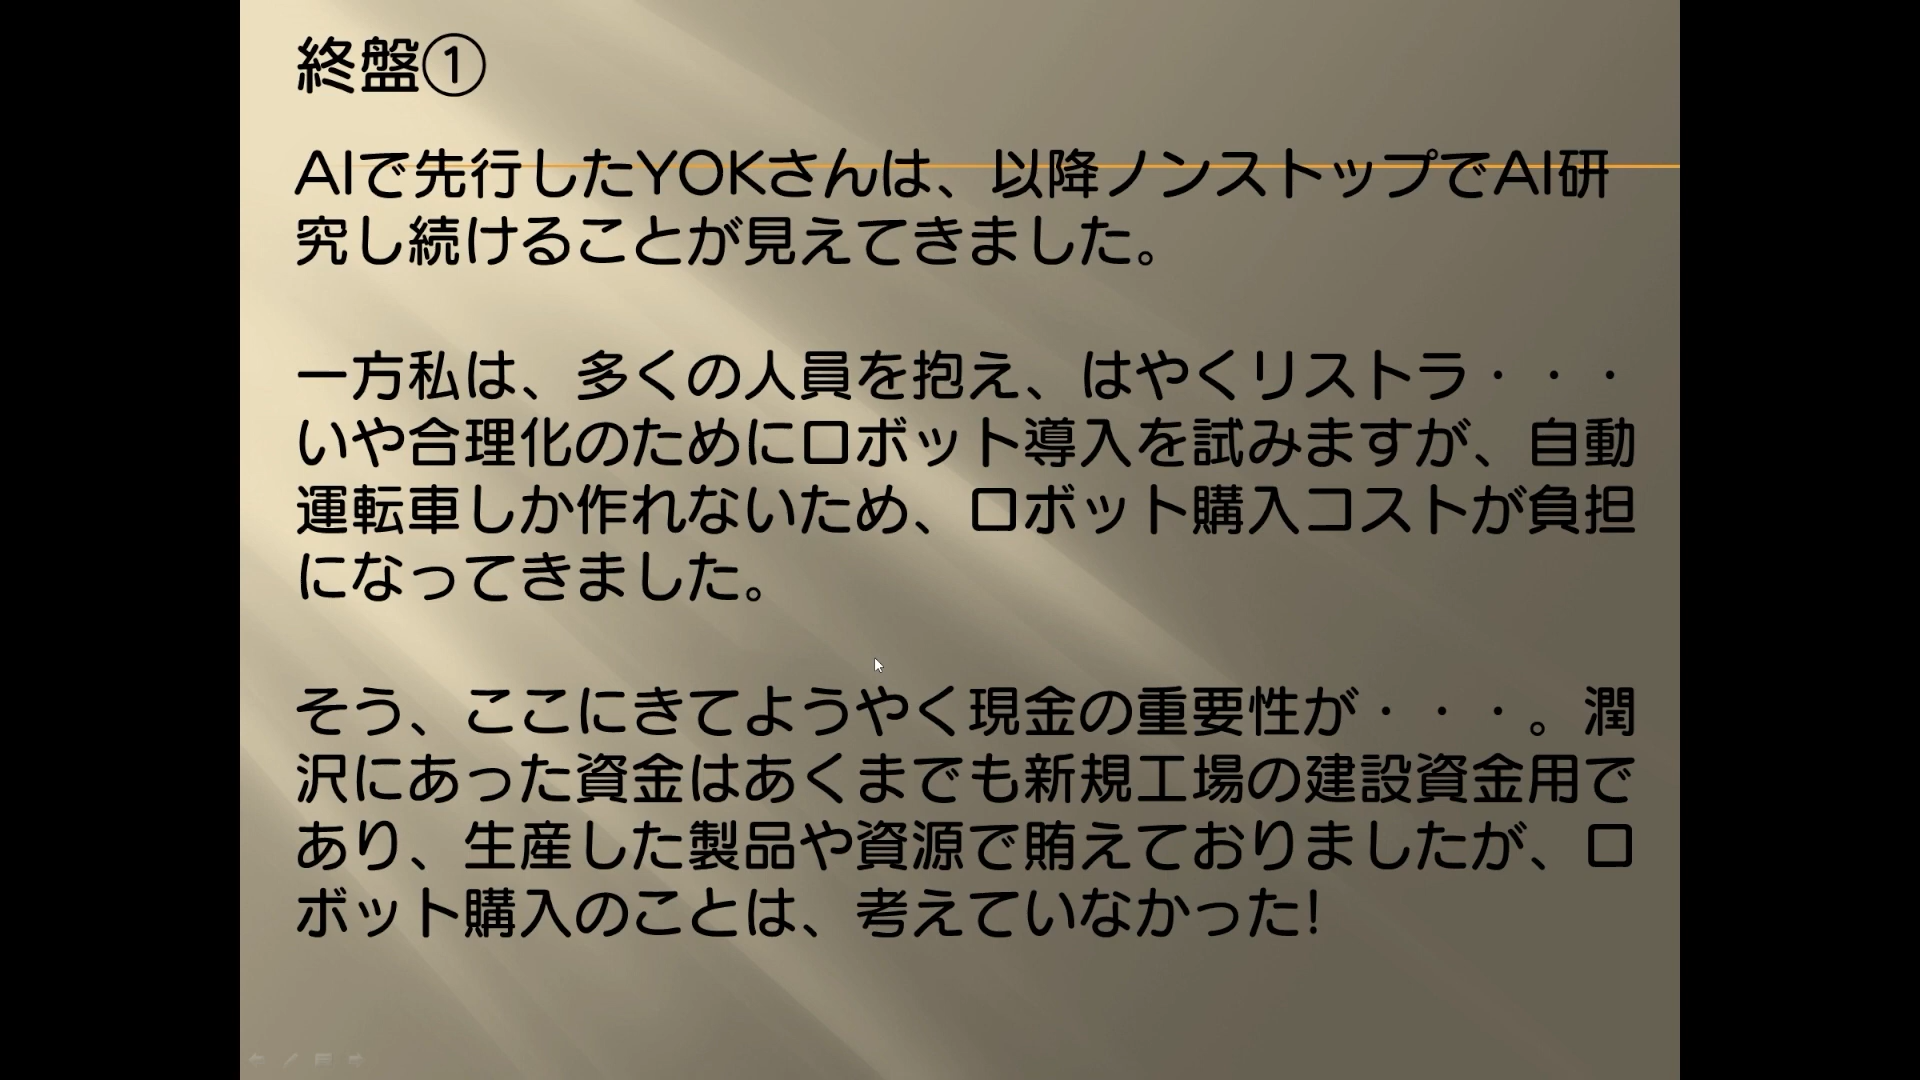 終盤①
AIで先行したYOKさんは、以降ノンストップでAI研
究し続けることが見えてきました。
一方私は、多くの人員を抱え、はやくリストラ・・・
いや合理化のためにロボット導入を試みますが、自動
運転車しか作れないため、ロボット購入コストが負担
になってきました。
そう、ここにきてようやく現金の重要性が・・・。潤
沢にあった資金はあくまでも新規工場の建設資金用で
あり、生産した製品や資源で賄えておりましたが、ロ
ボット購入のことは、考えていなかった!